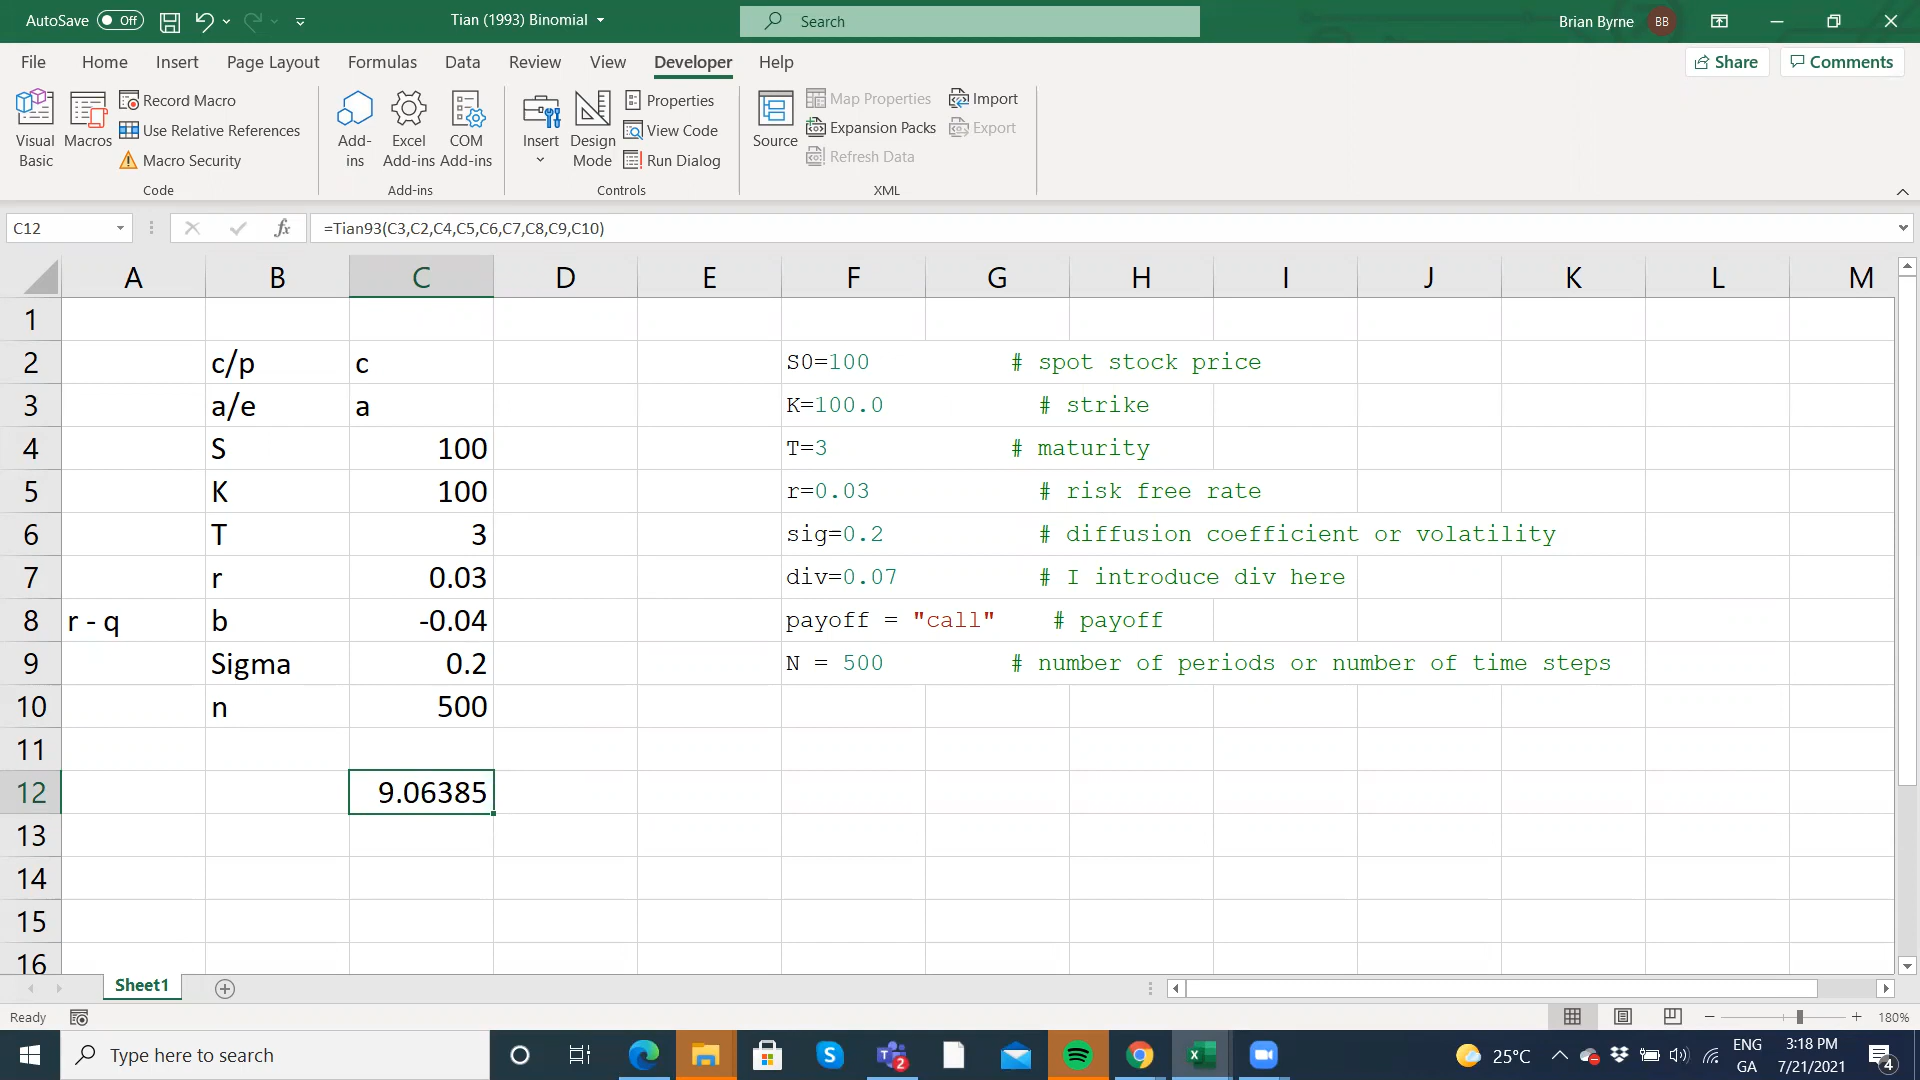 AutoSave Off Tian (1993) Binomial Search Brian Byrne BB
File Home Insert Page Layout Formulas Data Review View Developer Help Share Comments
Visual Basic
Macros
Record Macro
Use Relative References
Macro Security
Code
Add-ins
Excel Add-ins
COM Add-ins
Add-ins
Insert
Design Mode
Properties
View Code
Run Dialog
Controls
Source
Map Properties
Expansion Packs
Refresh Data
Import
Export
XML
C12 fx =Tian93(C3,C2,C4,C5,C6,C7,C8,C9,C10)
A B C D E F G H I J K L M
1
2 c/p c S0=100 # spot stock price
3 a/e a K=100.0 # strike
4 S 100 T=3 # maturity
5 K 100 r=0.03 # risk free rate
6 T 3 sig=0.2 # diffusion coefficient or volatility
7 r 0.03 div=0.07 # I introduce div here
8 r - q b -0.04 payoff = "call" # payoff
9 Sigma 0.2 N = 500 # number of periods or number of time steps
10 n 500
11
12 9.06385
13
14
15
16
Sheet1
Ready 180%
Type here to search 2 25°C ENG GA 3:18 PM 7/21/2021 4